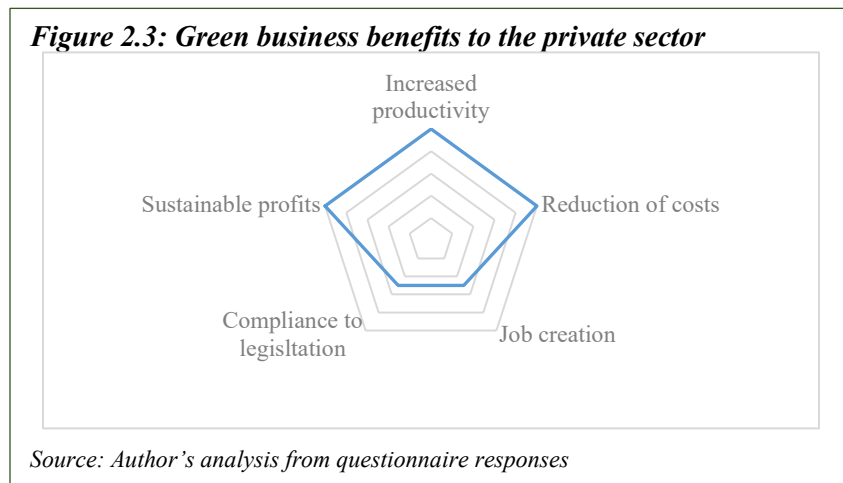 Figure 2.3: Green business benefits to the private sector
Increased
productivity
Sustainable profits
Reduction of costs
Compliance to
legisltation
Job creation
Source: Author’s analysis from questionnaire responses